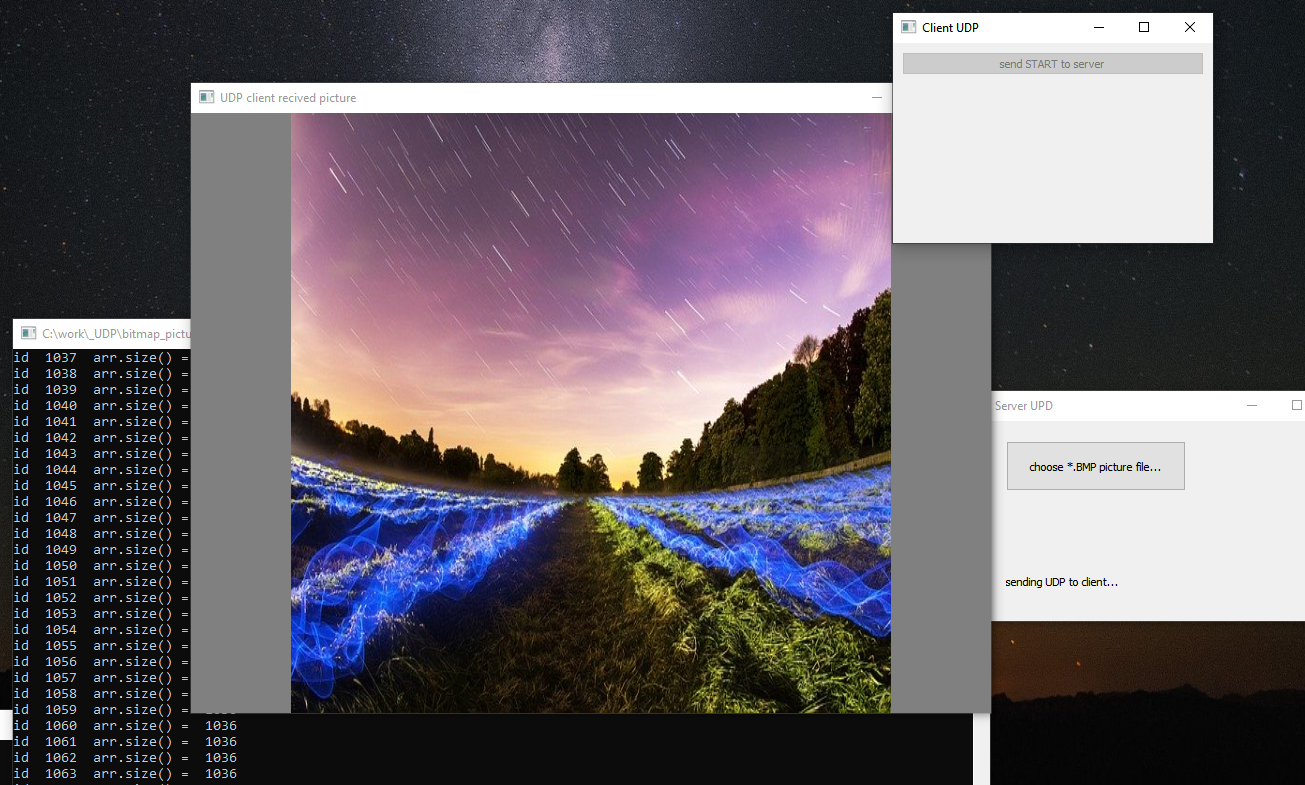 Client UDP
send START to server
UDP client recived picture
C:\work\_UDP\bitmap_pictu
id 1037 arr.size() =
id 1038 arr.size() =
id 1039 arr.size() =
id 1040 arr.size() =
id 1041 arr.size() =
id 1042 arr.size() =
id 1043 arr.size() =
id 1044 arr.size() =
id 1045 arr.size() =
id 1046 arr.size() =
id 1047 arr.size() =
id 1048 arr.size() =
id 1049 arr.size() =
id 1050 arr.size() =
id 1051 arr.size() =
id 1052 arr.size() =
id 1053 arr.size() =
id 1054 arr.size() =
id 1055 arr.size() =
id 1056 arr.size() =
id 1057 arr.size() =
id 1058 arr.size() =
id 1059 arr.size() =
id 1060 arr.size() = 1036
id 1061 arr.size() = 1036
id 1062 arr.size() = 1036
id 1063 arr.size() = 1036
Server UPD
choose *.BMP picture file...
sending UDP to client...